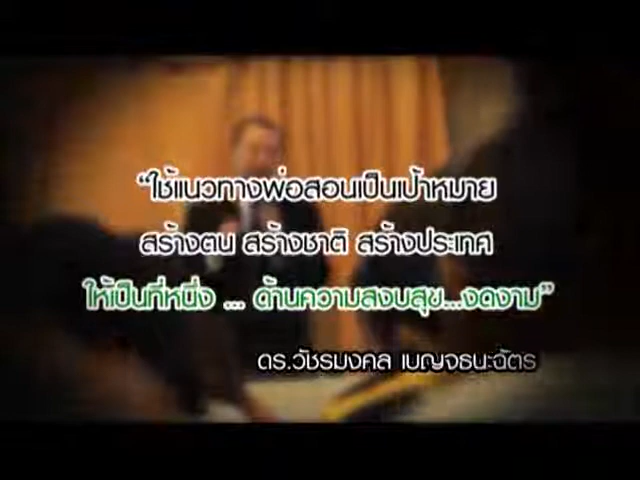 “ใช้แนวทางพ่อสอนเป็นเป้าหมาย
สร้างตน สร้างชาติ สร้างประเทศ
ให้เป็นที่หนึ่ง ... ด้านความสงบสุข...งดงาม”
ดร.วัชรมงคล เบญจธนะฉัตร